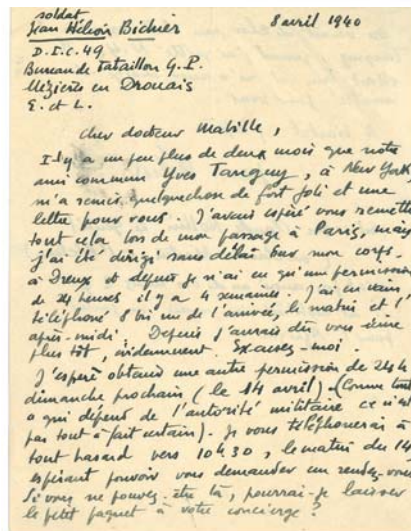 soldat
Jean Hélion Bichier
8 avril 1940
D.I.C. 49
Bureau de Bataillon G.P.
Mézières en Drouais
E. et L.
Cher docteur Mabille,
Il y a un peu plus de deux mois que notre
ami commun Yves Tanguy, à New York
m'a remis quelquechose de fort joli et une
lettre pour vous. J'avais espéré vous remettre
tout cela lors de mon passage à Paris, mais
j'ai été dirigé sans délai sur mon corps
à Dreux et depuis je n'ai eu qu'une permission
de 24 heures il y a 4 semaines. J'ai en vain
téléphoné 8 bis rue de l'arrivée, le matin et l'
après-midi. Depuis j'aurais dû vous écrire
plus tôt, évidemment. Excusez-moi.
J'espère obtenir une autre permission de 24 h
dimanche prochain (le 14 avril). (Comme tout
ce qui dépend de l'autorité militaire ce n'est
pas tout à fait certain). Je vous téléphonerai à
tout hasard vers 10h30, le matin du 14
espérant pouvoir vous demander un rendez-vous
Si vous ne pouvez être là, pourrai-je laisser
le petit paquet à votre concierge ?